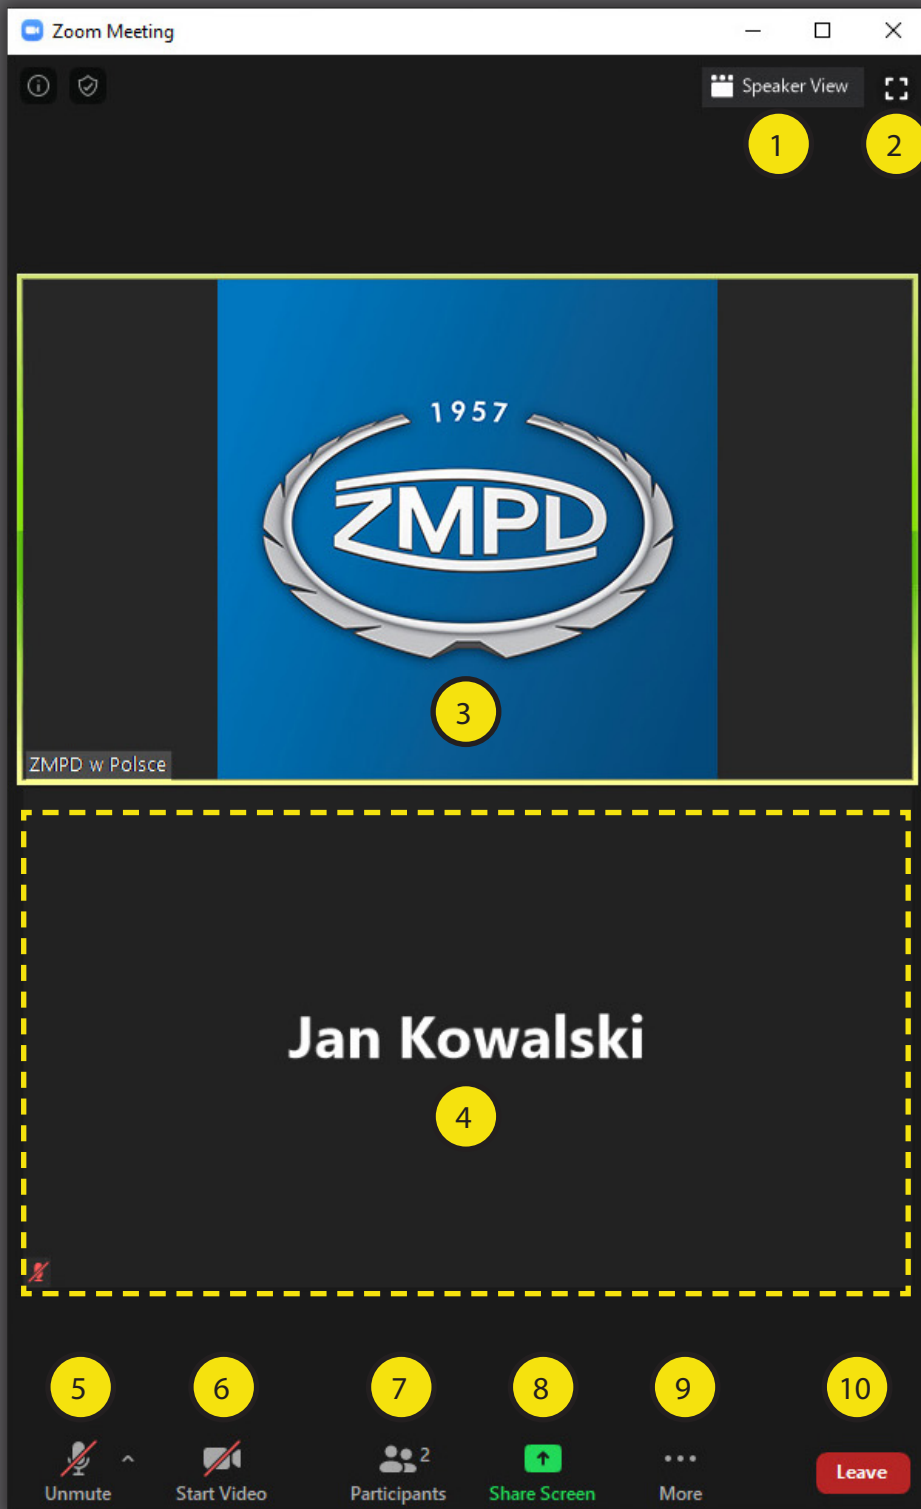 Zoom Meeting
Speaker View
1
2
1957
ZMPD
3
ZMPD w Polsce
Jan Kowalski
4
5
6
7
8
9
10
2
Unmute
Start Video
Participants
Share Screen
More
Leave